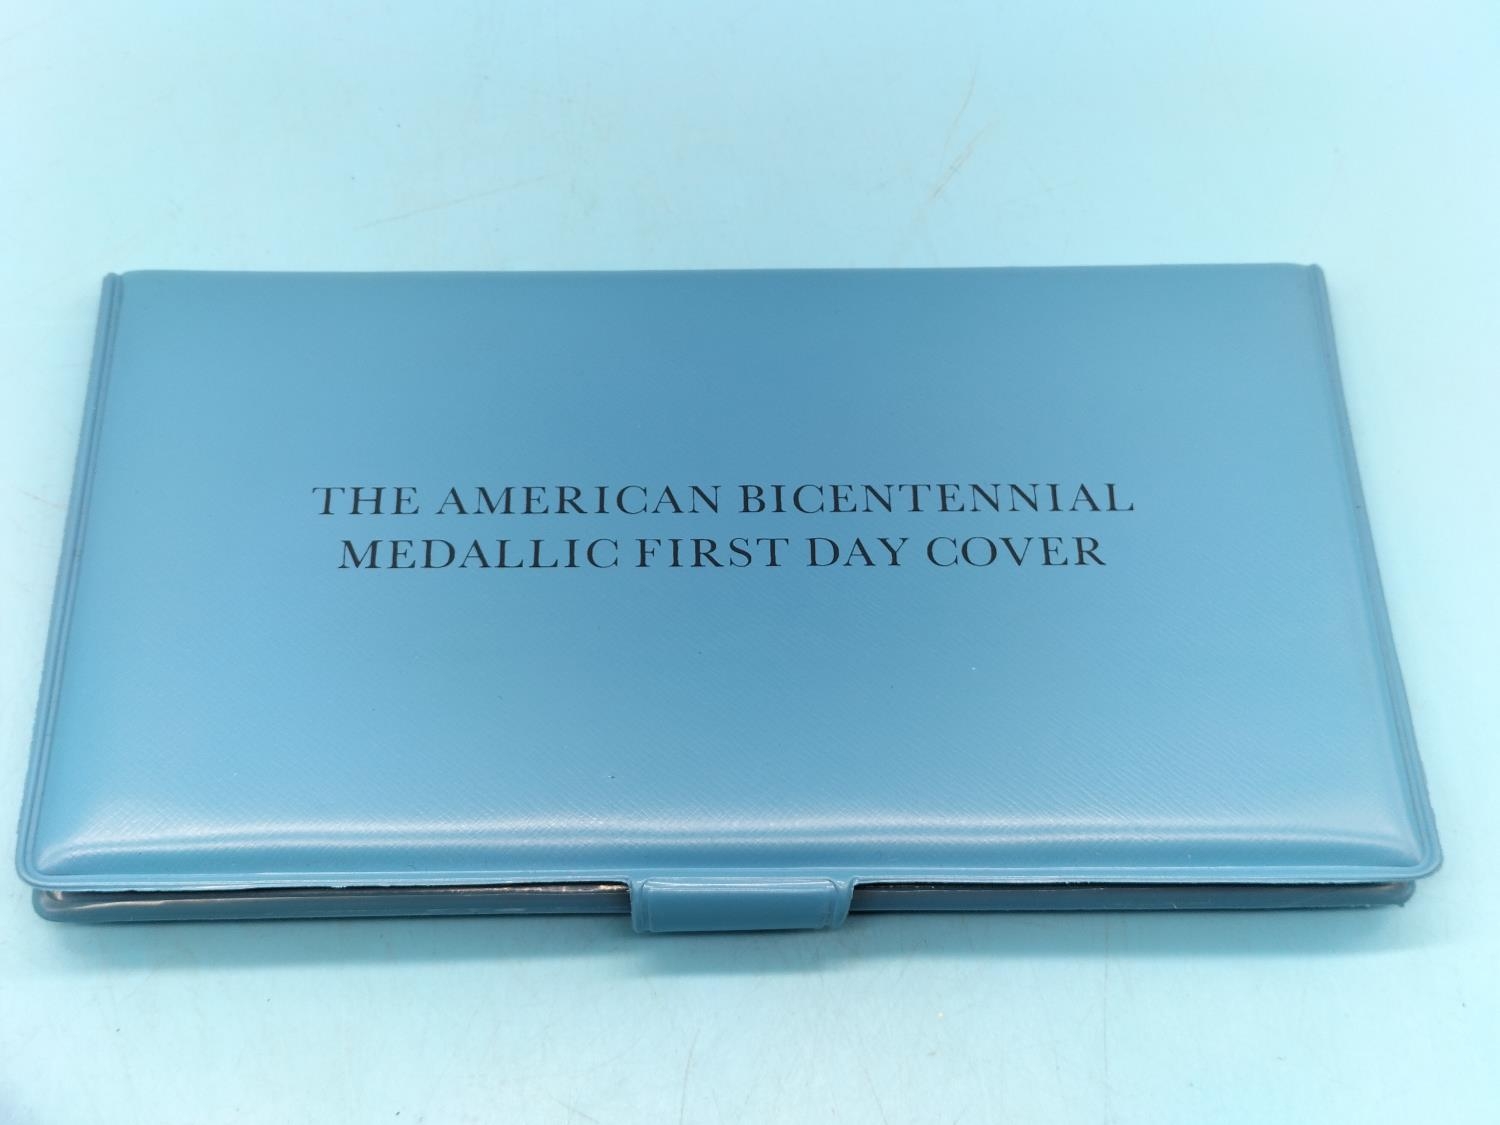 THE AMERICAN BICENTENNIAL
MEDALLIC FIRST DAY COVER